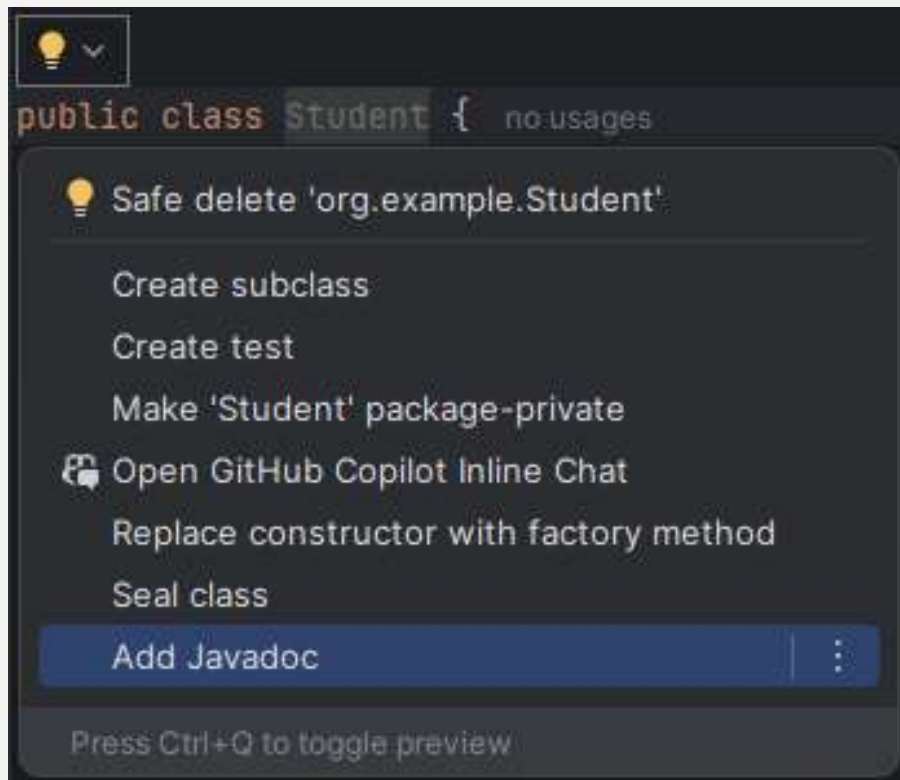 public class Student { no usages
Safe delete 'org.example.Student'
Create subclass
Create test
Make 'Student' package-private
Open GitHub Copilot Inline Chat
Replace constructor with factory method
Seal class
Add Javadoc
Press Ctrl+Q to toggle preview